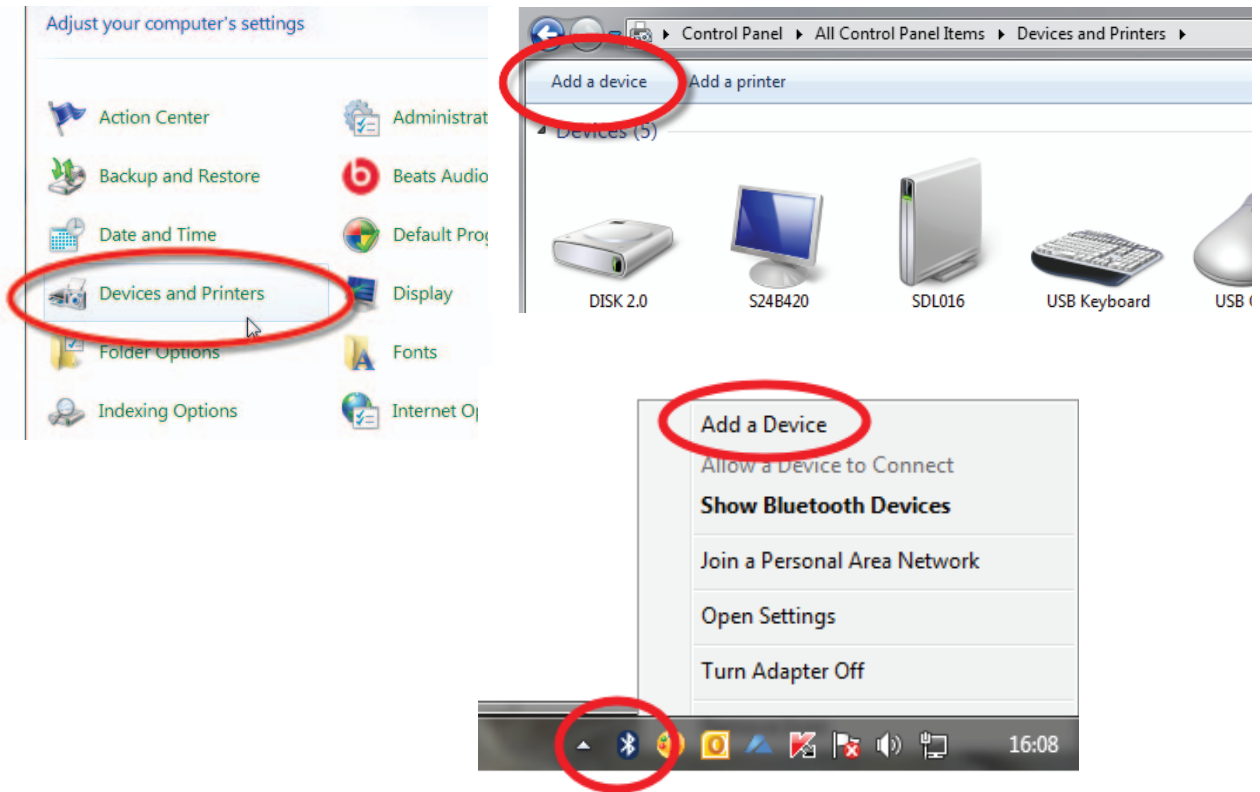 Adjust your computer's settings
Action Center
Administrat
Backup and Restore
Beats Audio
Date and Time
Default Prog
Devices and Printers
Display
Folder Options
Fonts
Indexing Options
Internet Op
Control Panel All Control Panel Items Devices and Printers
Add a device Add a printer
Devices (5)
DISK 2.0 S24B420 SDL016 USB Keyboard USB
Add a Device
Allow a Device to Connect
Show Bluetooth Devices
Join a Personal Area Network
Open Settings
Turn Adapter Off
16:08